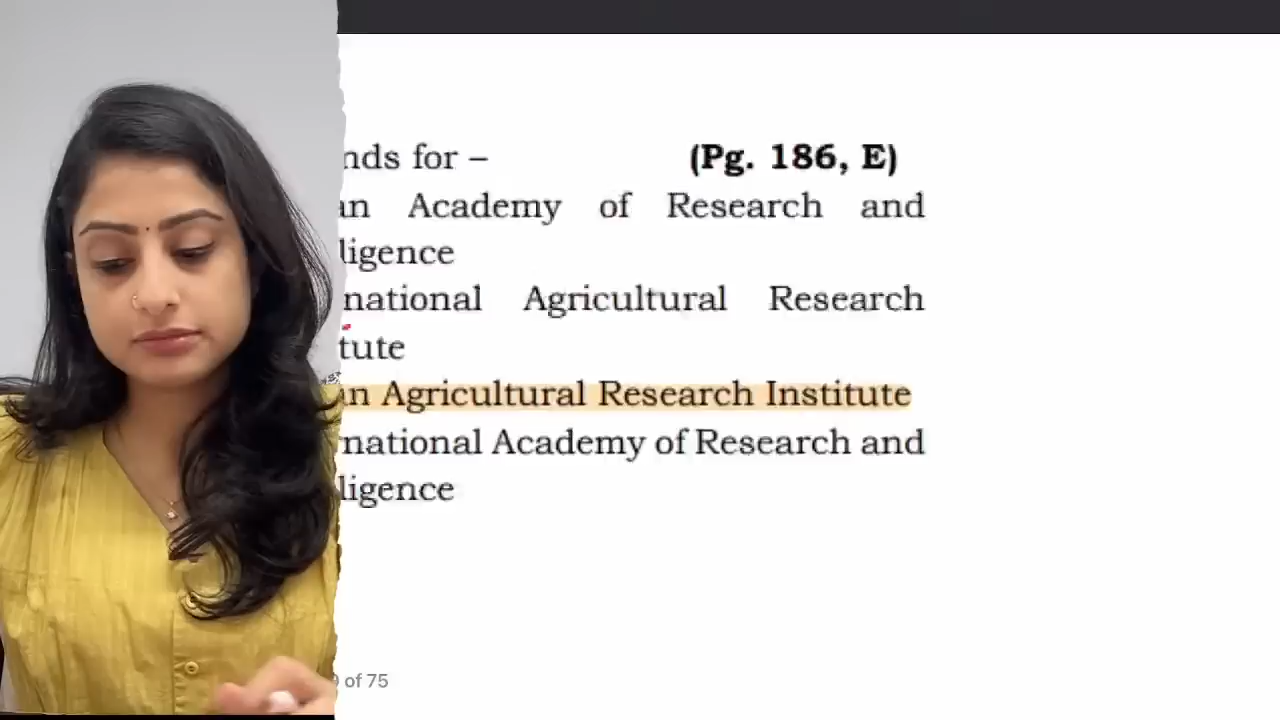 nds for – (Pg. 186, E)
an Academy of Research and
ligence
national Agricultural Research
tute
an Agricultural Research Institute
rnational Academy of Research and
ligence
of 75